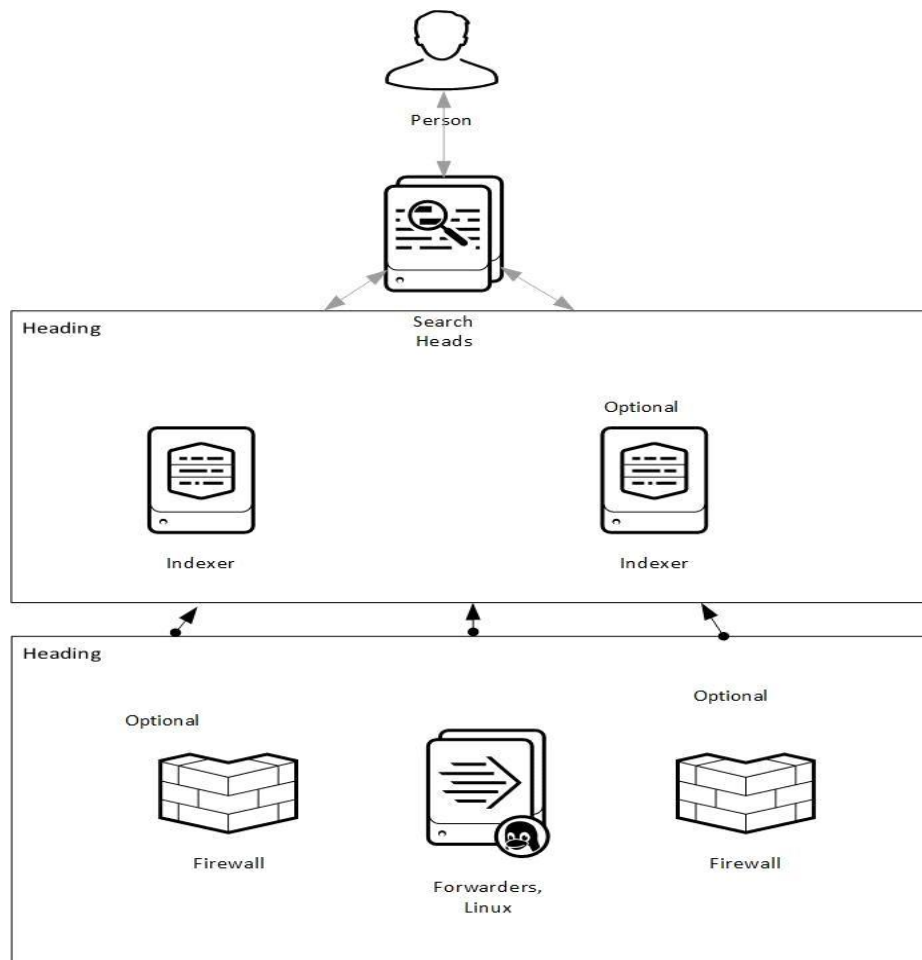 Person
Search
Heads
Heading
Optional
Indexer
Indexer
Heading
Optional
Optional
Firewall
Forwarders,
Linux
Firewall